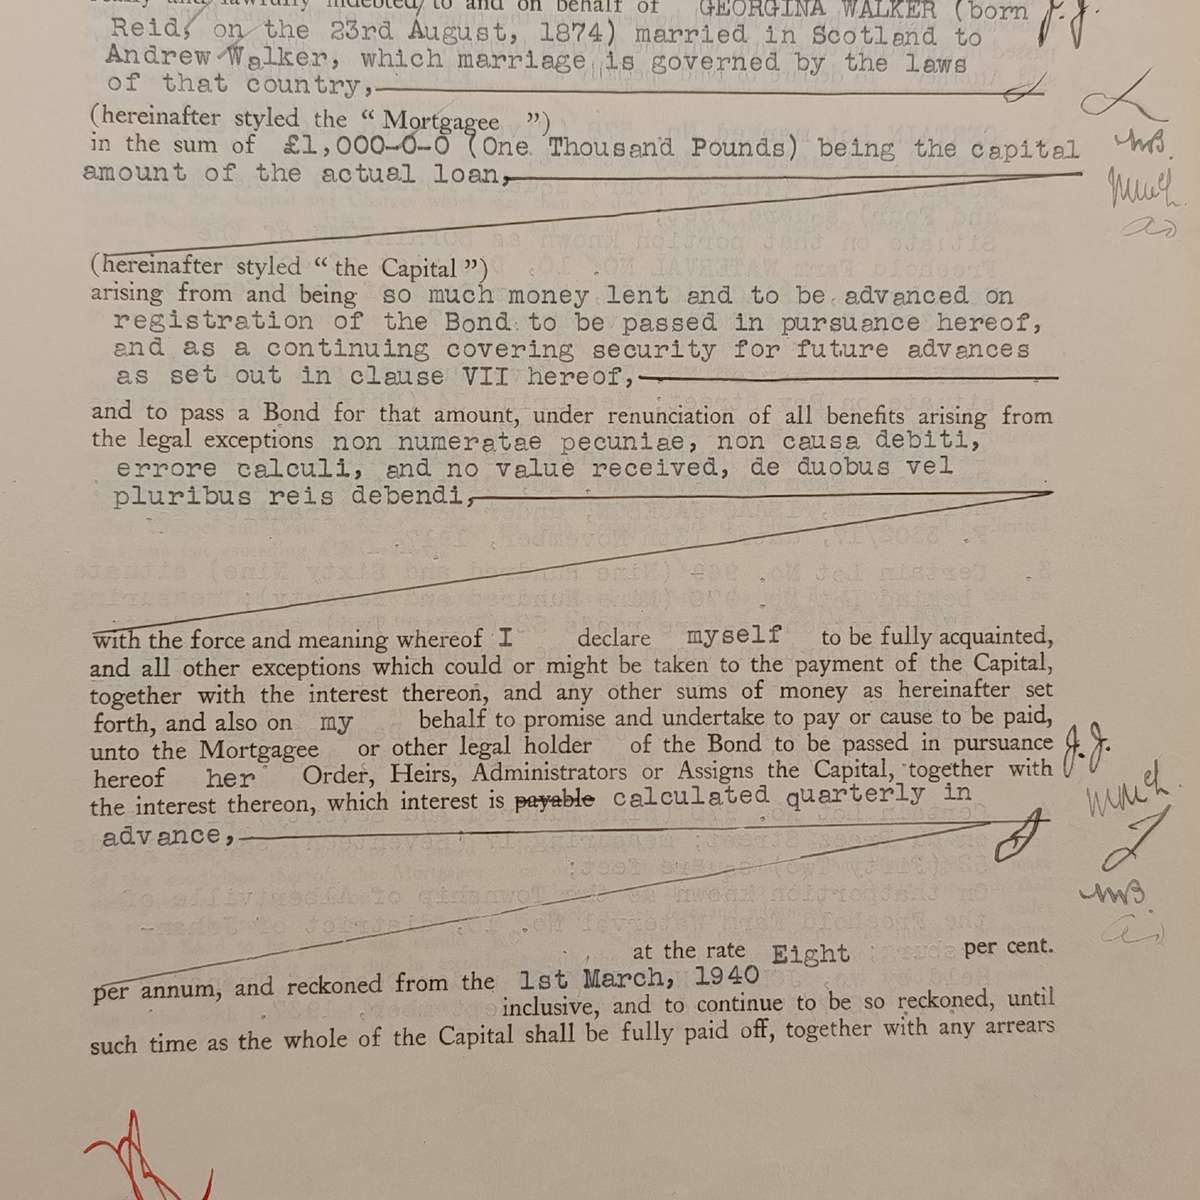 lawfully indebted to and on behalf of GEORGINA WALKER (born J.J.
Reid, on the 23rd August, 1874) married in Scotland to
Andrew Walker, which marriage is governed by the laws
of that country,
(hereinafter styled the “ Mortgagee ”)
in the sum of £1,000-0-0 (One Thousand Pounds) being the capital
amount of the actual loan,
(hereinafter styled “ the Capital ”)
arising from and being so much money lent and to be advanced on
registration of the Bond to be passed in pursuance hereof,
and as a continuing covering security for future advances
as set out in clause VII hereof,
and to pass a Bond for that amount, under renunciation of all benefits arising from
the legal exceptions non numeratae pecuniae, non causa debiti,
errore calculi, and no value received, de duobus vel
pluribus reis debendi,
with the force and meaning whereof I declare myself to be fully acquainted,
and all other exceptions which could or might be taken to the payment of the Capital,
together with the interest thereon, and any other sums of money as hereinafter set
forth, and also on my behalf to promise and undertake to pay or cause to be paid,
unto the Mortgagee or other legal holder of the Bond to be passed in pursuance J.J.
hereof her Order, Heirs, Administrators or Assigns the Capital, together with
the interest thereon, which interest is payable calculated quarterly in
advance,
at the rate Eight per cent.
per annum, and reckoned from the 1st March, 1940
inclusive, and to continue to be so reckoned, until
such time as the whole of the Capital shall be fully paid off, together with any arrears